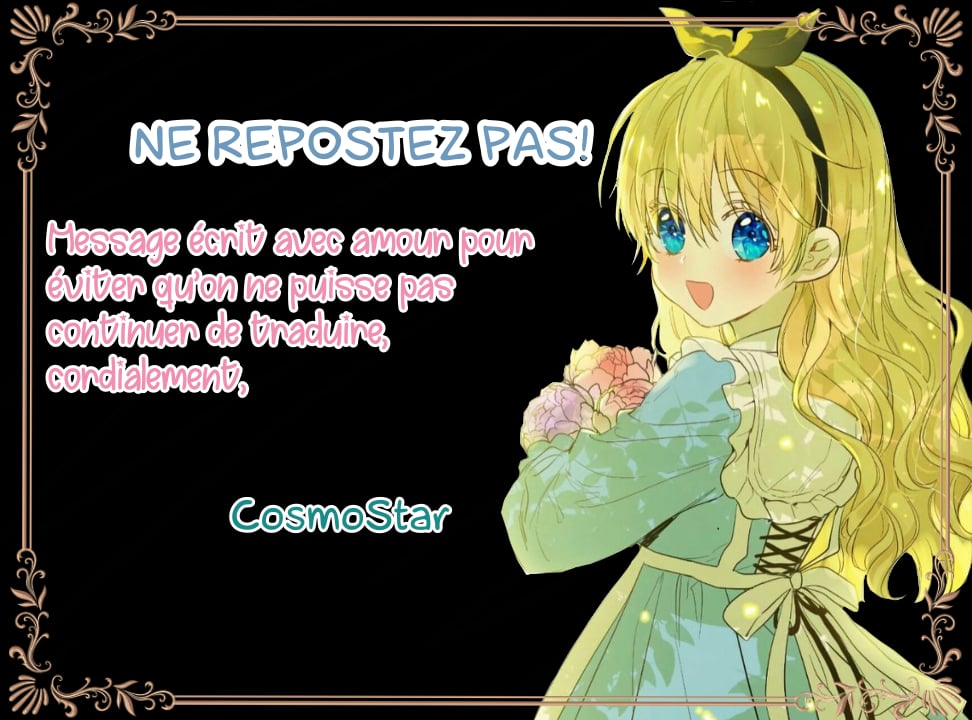 NE REPOSTEZ PAS!
Message écrit avec amour pour
éviter qu'on ne puisse pas
continuer de traduire,
cordialement,
CosmoStar